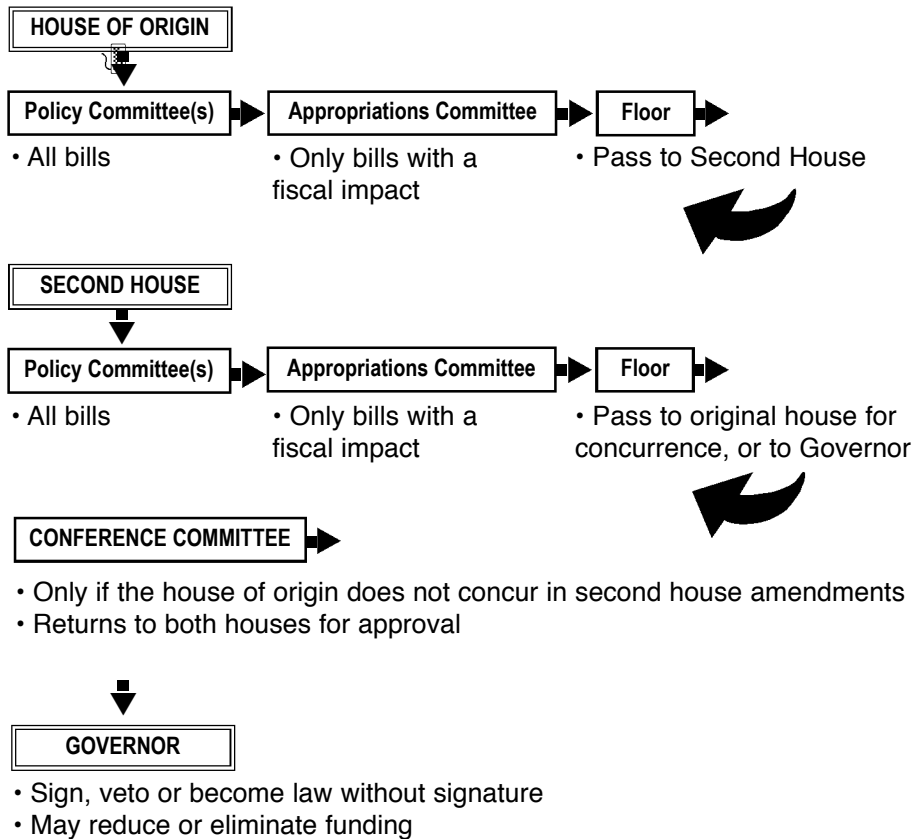 HOUSE OF ORIGIN
Policy Committee(s) Appropriations Committee Floor
• All bills • Only bills with a • Pass to Second House
fiscal impact
SECOND HOUSE
Policy Committee(s) Appropriations Committee Floor
• All bills • Only bills with a • Pass to original house for
fiscal impact concurrence, or to Governor
CONFERENCE COMMITTEE
• Only if the house of origin does not concur in second house amendments
• Returns to both houses for approval
GOVERNOR
• Sign, veto or become law without signature
• May reduce or eliminate funding